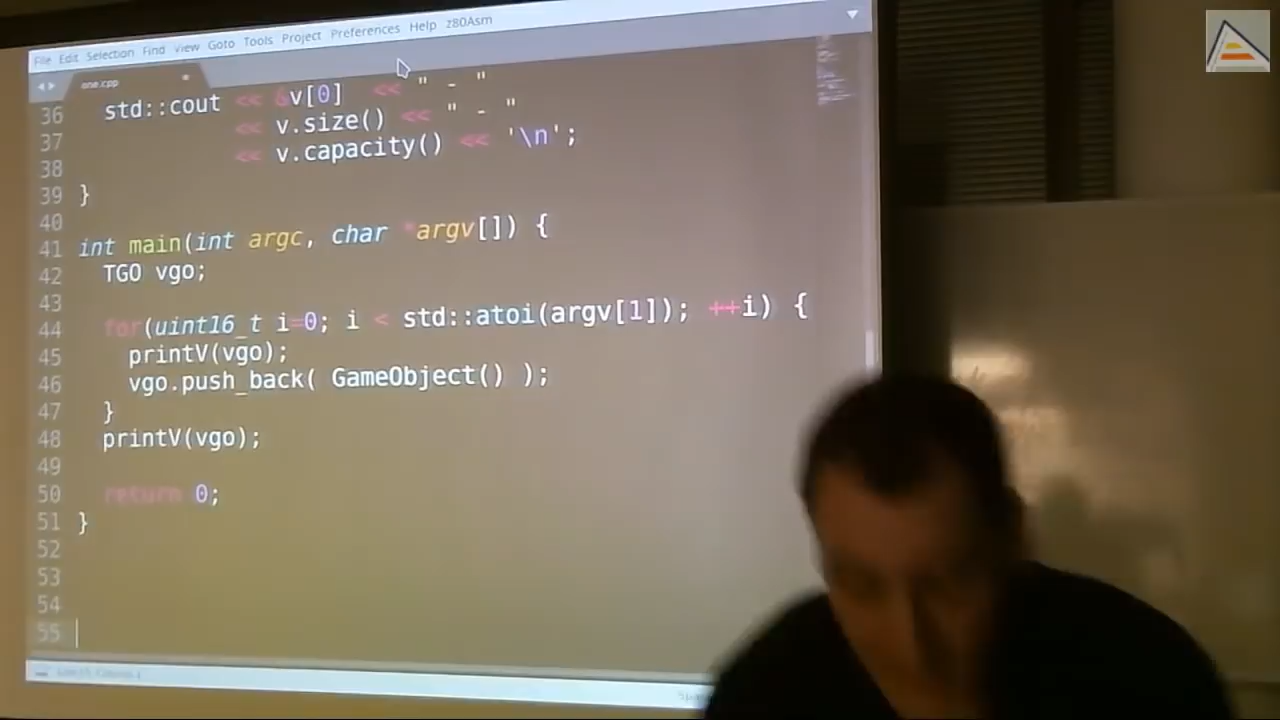 File Edit Selection Find View Goto Tools Project Preferences Help z80Asm
one.cpp
36 std::cout << &v[0] << " - "
37 << v.size() << " - "
38 << v.capacity() << '\n';
39 }
40
41 int main(int argc, char *argv[]) {
42 TGO vgo;
43
44 for(uint16_t i=0; i < std::atoi(argv[1]); ++i) {
45 printV(vgo);
46 vgo.push_back( GameObject() );
47 }
48 printV(vgo);
49
50 return 0;
51 }
52
53
54
55